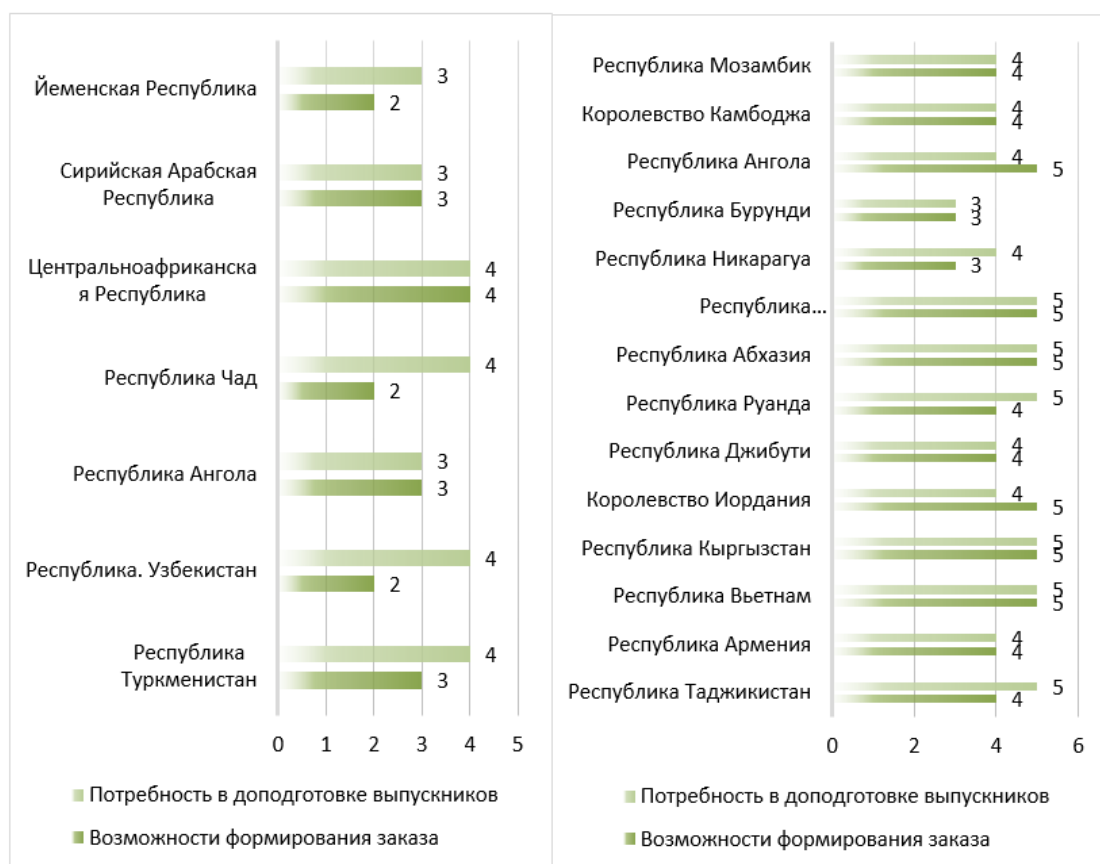 Йеменская Республика
3
2
Сирийская Арабская
Республика
3
3
Центральноафриканска
я Республика
4
4
Республика Чад
4
2
Республика Ангола
3
3
Республика. Узбекистан
4
2
Республика
Туркменистан
4
3
0 1 2 3 4 5
Потребность в доподготовке выпускников
Возможности формирования заказа
Республика Мозамбик
4
4
Королевство Камбоджа
4
4
Республика Ангола
4
5
Республика Бурунди
3
3
Республика Никарагуа
4
3
Республика...
5
5
Республика Абхазия
5
5
Республика Руанда
5
4
Республика Джибути
4
4
Королевство Иордания
4
5
Республика Кыргызстан
5
5
Республика Вьетнам
5
5
Республика Армения
4
4
Республика Таджикистан
5
4
0 2 4 6
Потребность в доподготовке выпускников
Возможности формирования заказа